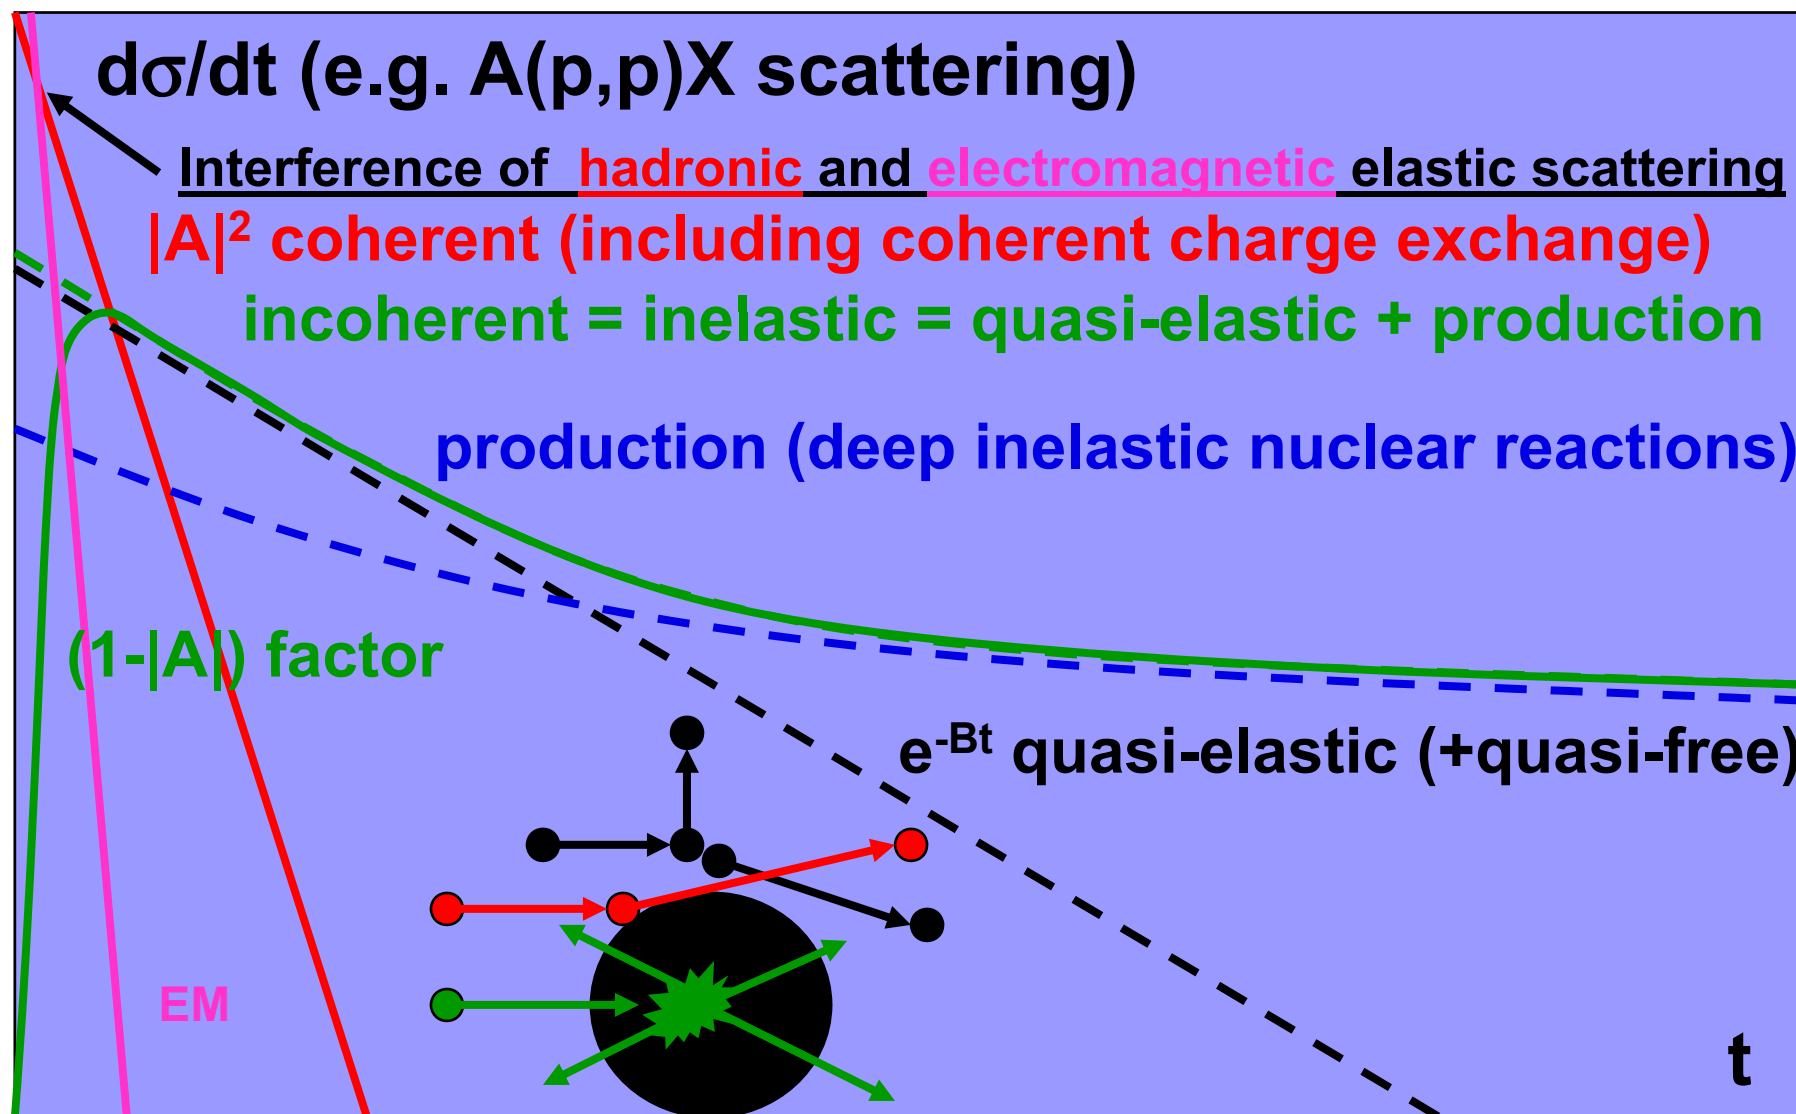 dσ/dt (e.g. A(p,p)X scattering)
Interference of hadronic and electromagnetic elastic scattering
|A|² coherent (including coherent charge exchange)
incoherent = inelastic = quasi-elastic + production
production (deep inelastic nuclear reactions)
(1-|A|) factor
e⁻ᴮᵗ quasi-elastic (+quasi-free)
EM
t